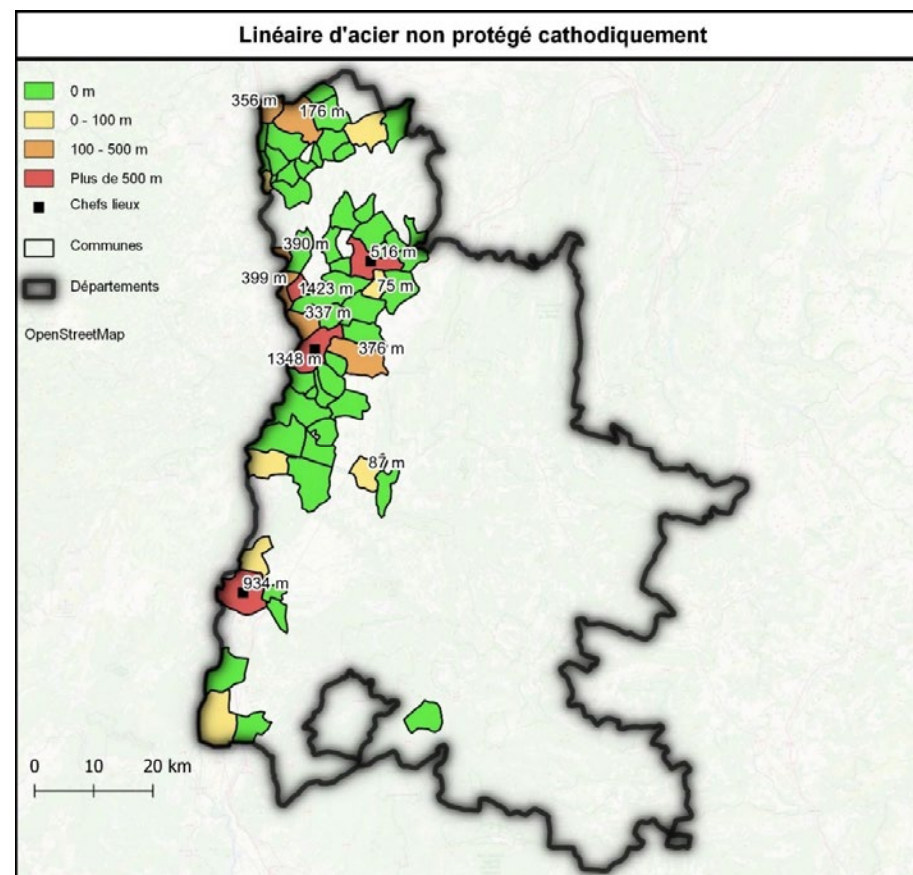 Linéaire d'acier non protégé cathodiquement
0 m
0 - 100 m
100 - 500 m
Plus de 500 m
Chefs lieux
Communes
Départements
OpenStreetMap
356 m
176 m
390 m
516 m
399 m
1423 m
75 m
337 m
1348 m
376 m
87 m
934 m
0 10 20 km